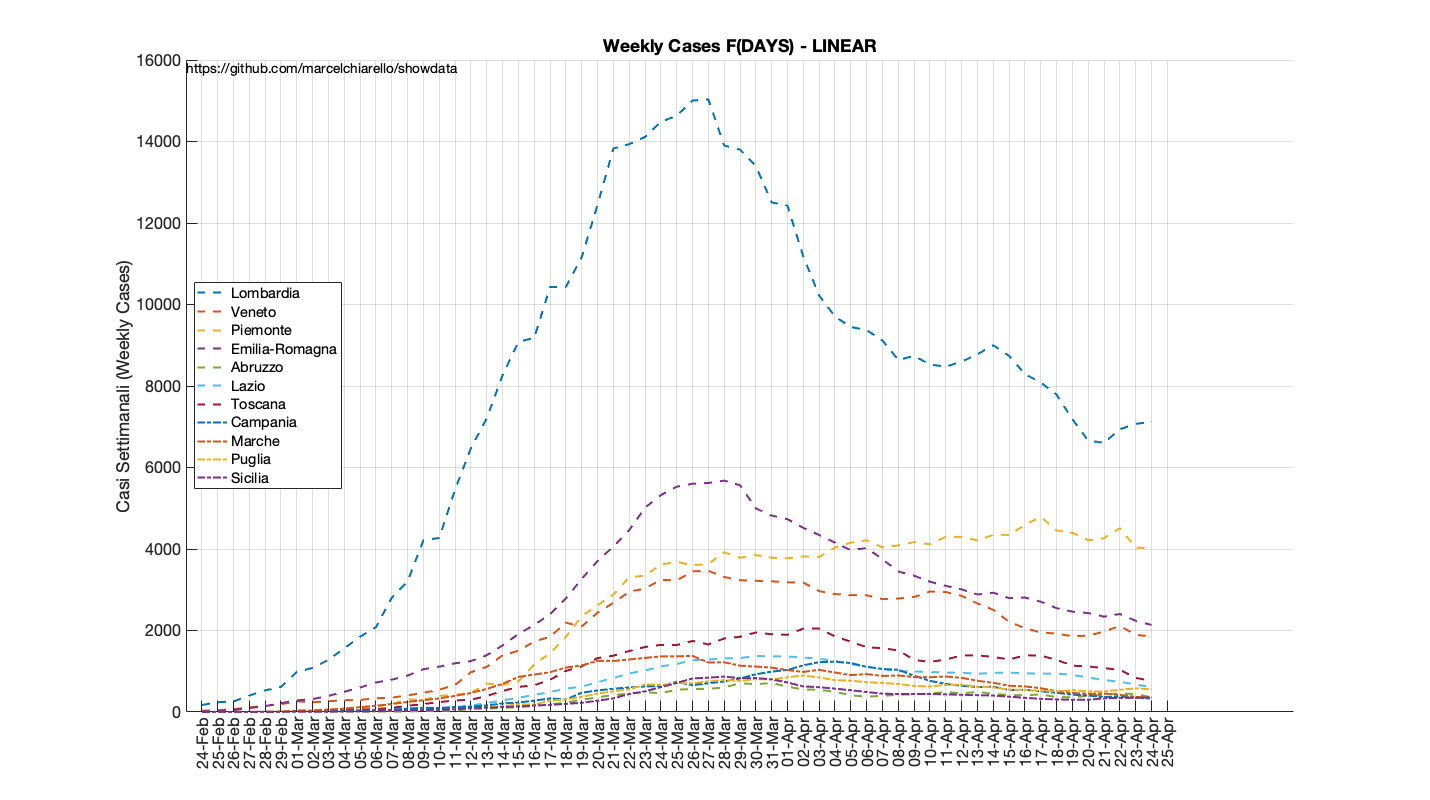 Weekly Cases F(DAYS) - LINEAR
https://github.com/marcelchiarello/showdata
16000
14000
12000
10000
8000
6000
4000
2000
0
Casi Settimanali (Weekly Cases)
Lombardia
Veneto
Piemonte
Emilia-Romagna
Abruzzo
Lazio
Toscana
Campania
Marche
Puglia
Sicilia
24-Feb
25-Feb
26-Feb
27-Feb
28-Feb
29-Feb
01-Mar
02-Mar
03-Mar
04-Mar
05-Mar
06-Mar
07-Mar
08-Mar
09-Mar
10-Mar
11-Mar
12-Mar
13-Mar
14-Mar
15-Mar
16-Mar
17-Mar
18-Mar
19-Mar
20-Mar
21-Mar
22-Mar
23-Mar
24-Mar
25-Mar
26-Mar
27-Mar
28-Mar
29-Mar
30-Mar
31-Mar
01-Apr
02-Apr
03-Apr
04-Apr
05-Apr
06-Apr
07-Apr
08-Apr
09-Apr
10-Apr
11-Apr
12-Apr
13-Apr
14-Apr
15-Apr
16-Apr
17-Apr
18-Apr
19-Apr
20-Apr
21-Apr
22-Apr
23-Apr
24-Apr
25-Apr